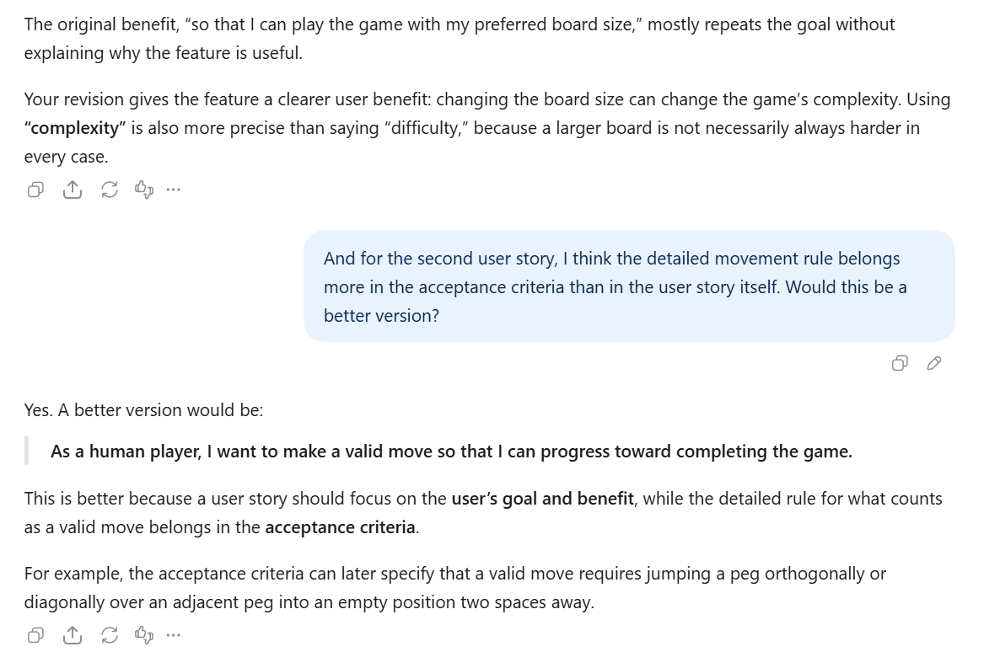 The original benefit, “so that I can play the game with my preferred board size,” mostly repeats the goal without
explaining why the feature is useful.
Your revision gives the feature a clearer user benefit: changing the board size can change the game’s complexity. Using
“complexity” is also more precise than saying “difficulty,” because a larger board is not necessarily always harder in
every case.
And for the second user story, I think the detailed movement rule belongs
more in the acceptance criteria than in the user story itself. Would this be a
better version?
Yes. A better version would be:
As a human player, I want to make a valid move so that I can progress toward completing the game.
This is better because a user story should focus on the user’s goal and benefit, while the detailed rule for what counts
as a valid move belongs in the acceptance criteria.
For example, the acceptance criteria can later specify that a valid move requires jumping a peg orthogonally or
diagonally over an adjacent peg into an empty position two spaces away.